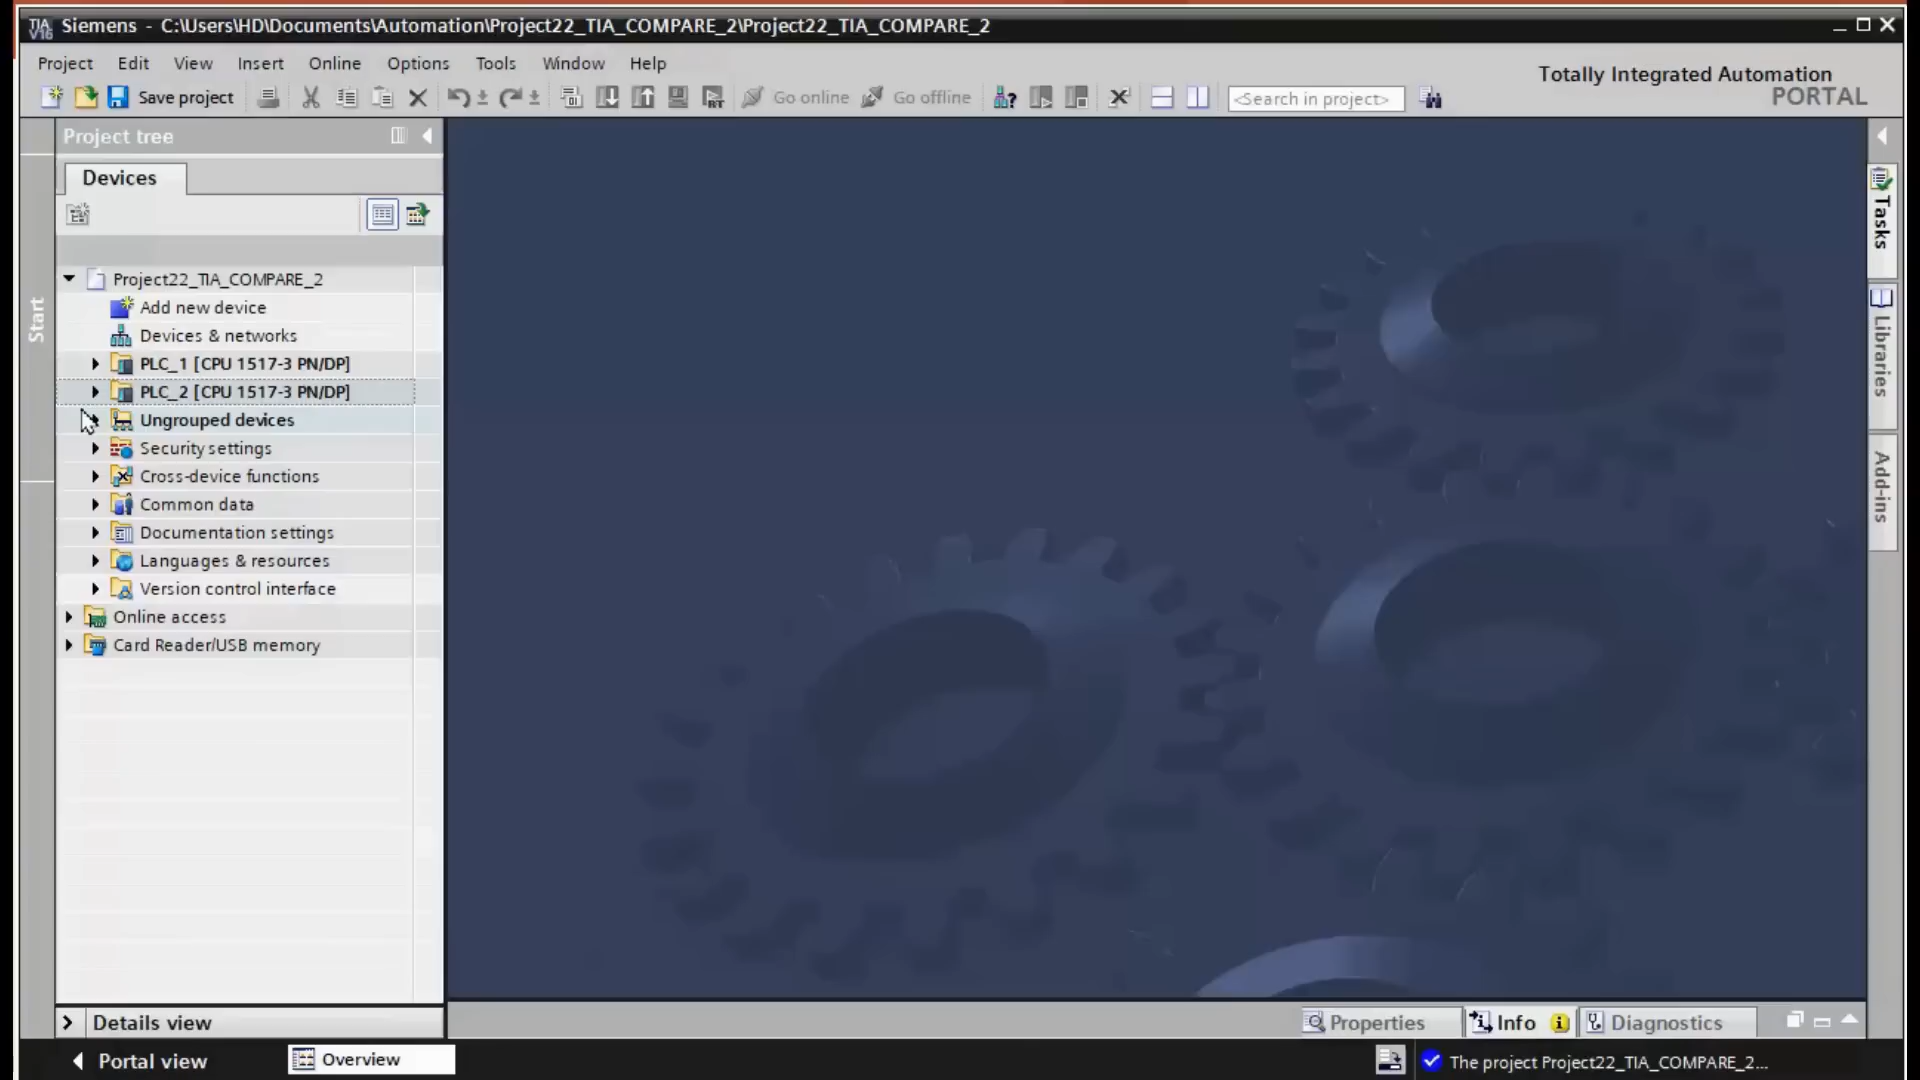 TIA
V16
Siemens - C:\Users\HD\Documents\Automation\Project22_TIA_COMPARE_2\Project22_TIA_COMPARE_2
Project Edit View Insert Online Options Tools Window Help
Totally Integrated Automation
PORTAL
Save project Go online Go offline <Search in project>
Project tree
Devices
Start
Project22_TIA_COMPARE_2
Add new device
Devices & networks
PLC_1 [CPU 1517-3 PN/DP]
PLC_2 [CPU 1517-3 PN/DP]
Ungrouped devices
Security settings
Cross-device functions
Common data
Documentation settings
Languages & resources
Version control interface
Online access
Card Reader/USB memory
Tasks
Libraries
Add-ins
Details view
Properties Info Diagnostics
Portal view Overview The project Project22_TIA_COMPARE_2...